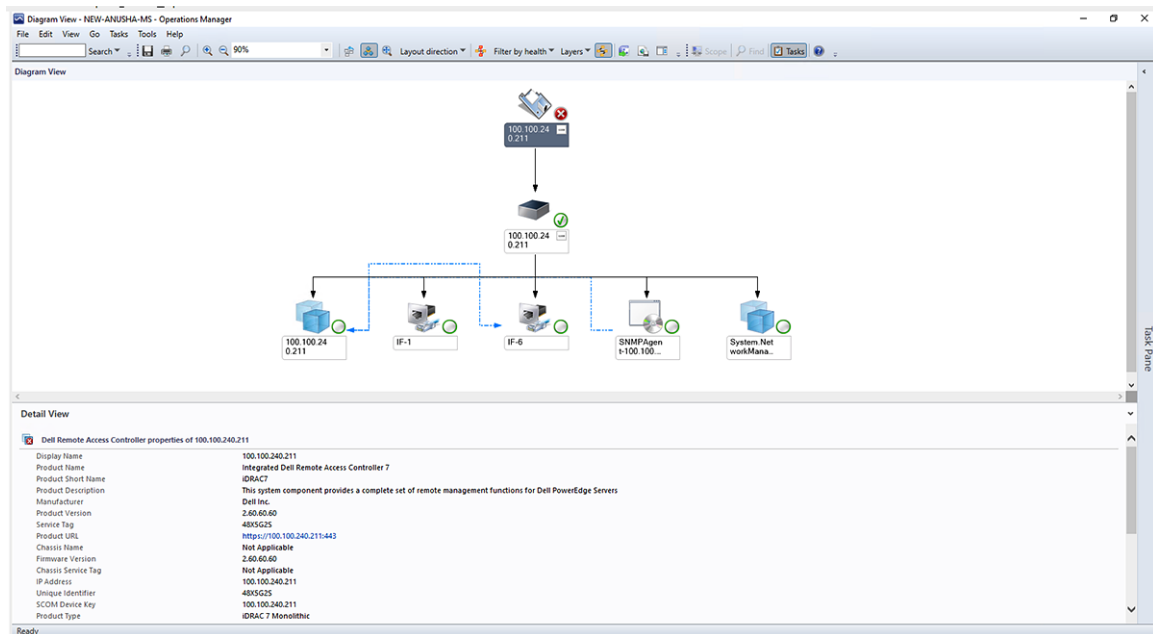 Diagram View - NEW-ANUSHA-MS - Operations Manager
File Edit View Go Tasks Tools Help
Search 90% Layout direction Filter by health Layers Scope Find Tasks
Diagram View
100.100.24
0.211
100.100.24
0.211
100.100.24
0.211
IF-1
IF-6
SNMPAgen
t-100.100...
System.Net
workMana...
Task Pane
Detail View
Dell Remote Access Controller properties of 100.100.240.211
Display Name 100.100.240.211
Product Name Integrated Dell Remote Access Controller 7
Product Short Name iDRAC7
Product Description This system component provides a complete set of remote management functions for Dell PowerEdge Servers
Manufacturer Dell Inc.
Product Version 2.60.60.60
Service Tag 48X5G2S
Product URL https://100.100.240.211:443
Chassis Name Not Applicable
Firmware Version 2.60.60.60
Chassis Service Tag Not Applicable
IP Address 100.100.240.211
Unique Identifier 48X5G2S
SCOM Device Key 100.100.240.211
Product Type iDRAC 7 Monolithic
Ready